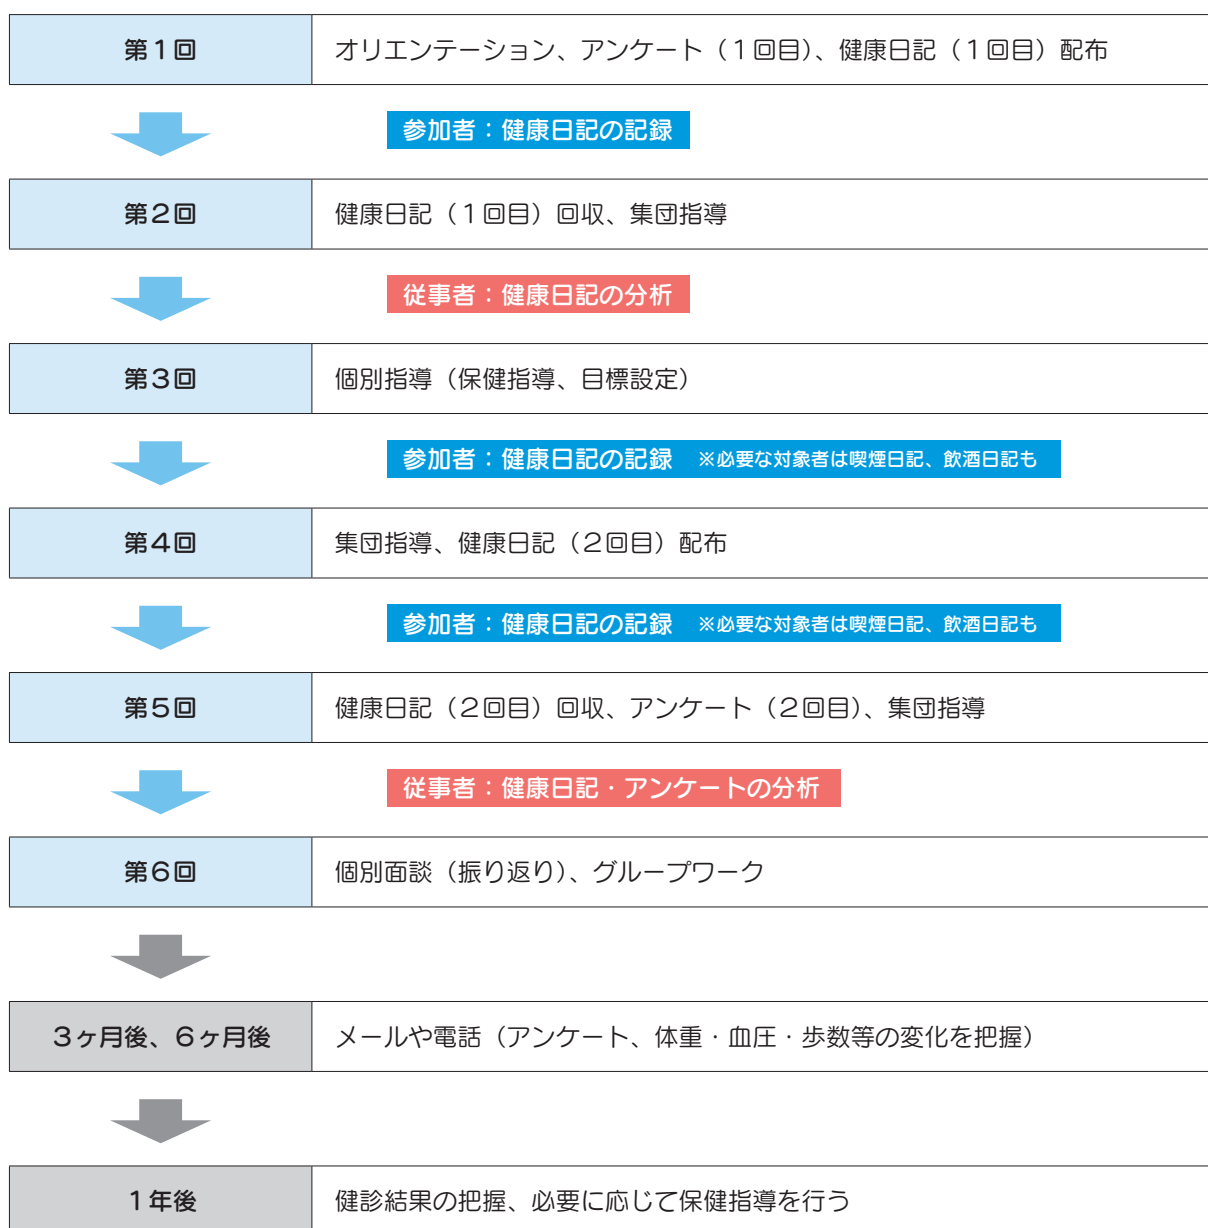 第１回 オリエンテーション、アンケート（１回目）、健康日記（１回目）配布
参加者：健康日記の記録
第２回 健康日記（１回目）回収、集団指導
従事者：健康日記の分析
第３回 個別指導（保健指導、目標設定）
参加者：健康日記の記録 ※必要な対象者は喫煙日記、飲酒日記も
第４回 集団指導、健康日記（２回目）配布
参加者：健康日記の記録 ※必要な対象者は喫煙日記、飲酒日記も
第５回 健康日記（２回目）回収、アンケート（２回目）、集団指導
従事者：健康日記・アンケートの分析
第６回 個別面談（振り返り）、グループワーク
３ヶ月後、６ヶ月後 メールや電話（アンケート、体重・血圧・歩数等の変化を把握）
１年後 健診結果の把握、必要に応じて保健指導を行う